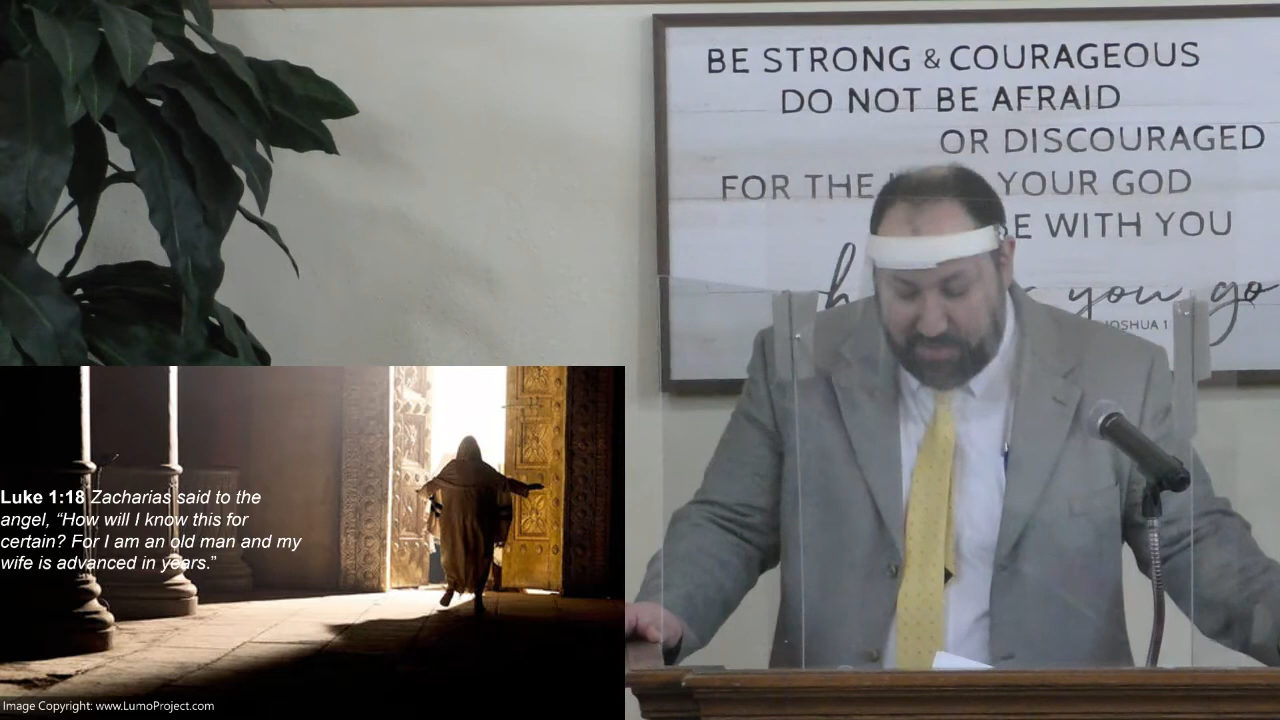 BE STRONG & COURAGEOUS
DO NOT BE AFRAID
OR DISCOURAGED
FOR THE YOUR GOD
BE WITH YOU
you go
JOSHUA 1
Luke 1:18 Zacharias said to the
angel, “How will I know this for
certain? For I am an old man and my
wife is advanced in years.”
Image Copyright: www.LumoProject.com